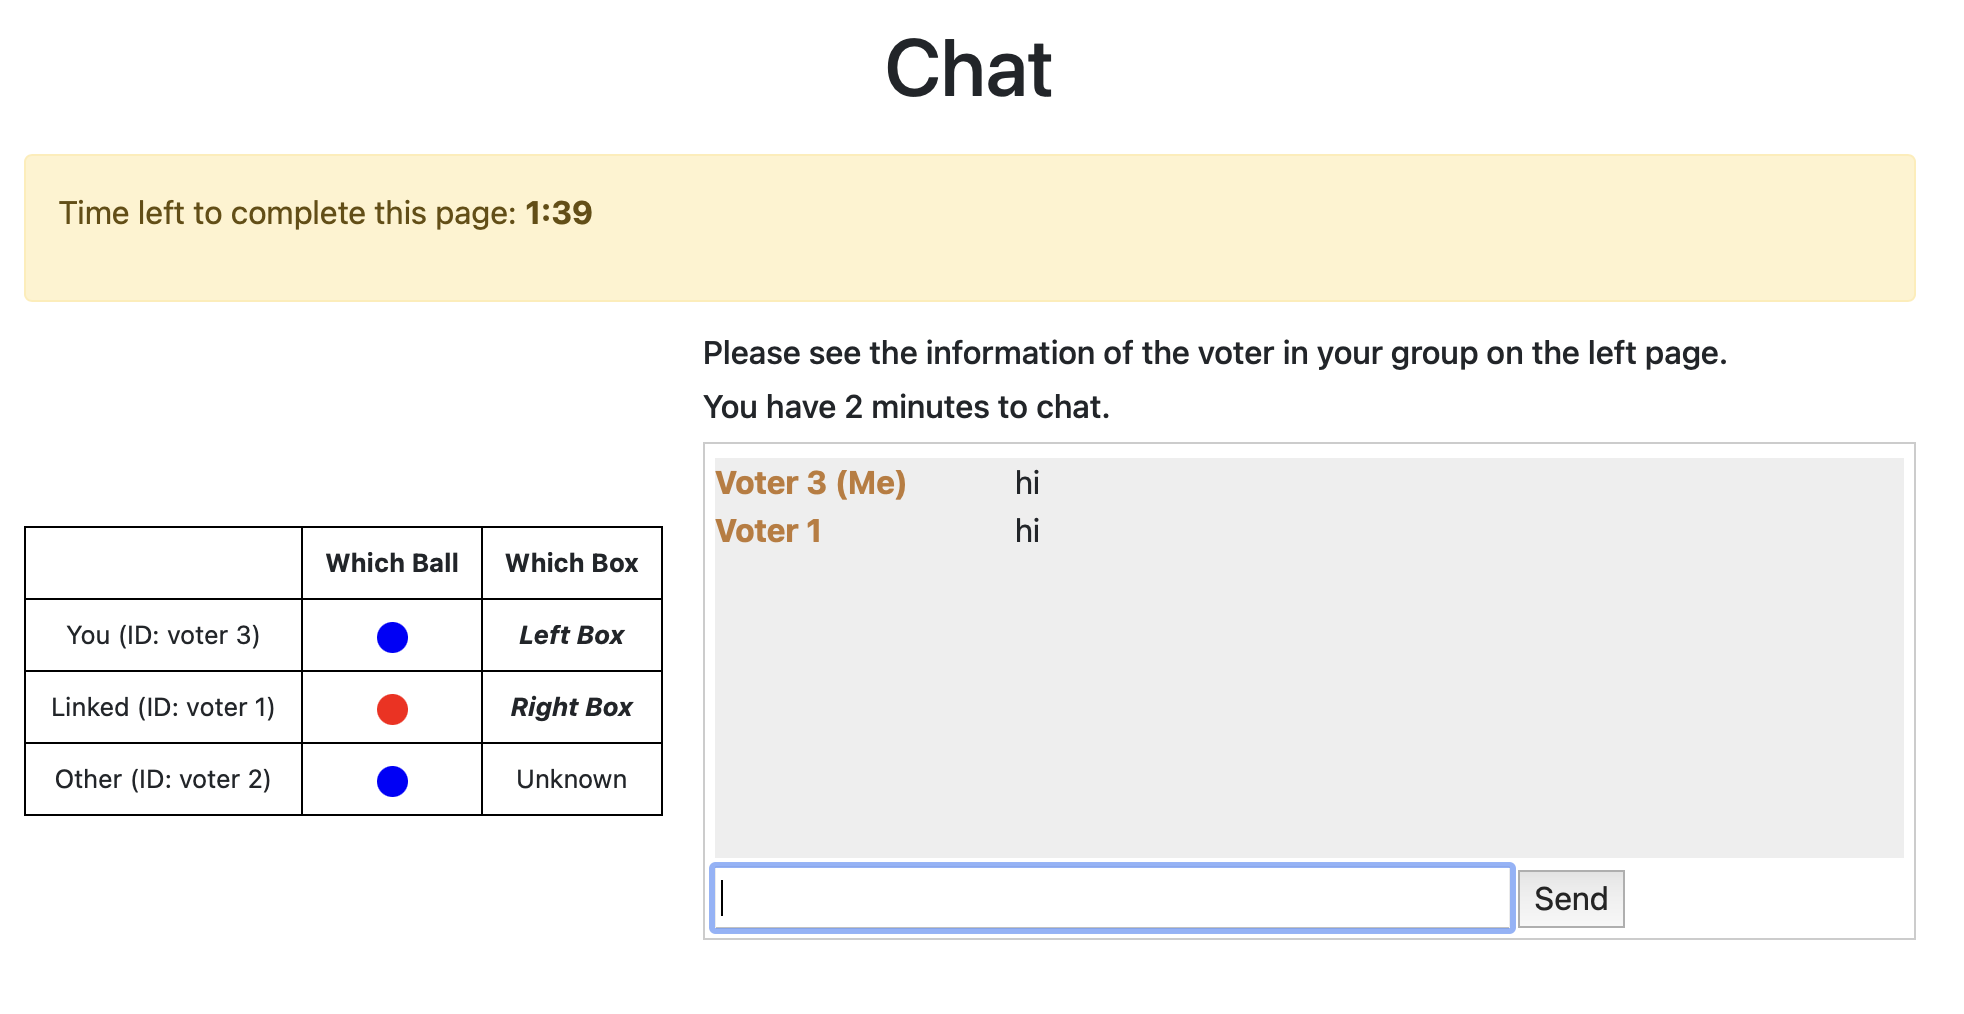 Chat
Time left to complete this page: 1:39
Please see the information of the voter in your group on the left page.
You have 2 minutes to chat.
Voter 3 (Me) hi
Voter 1 hi
Send
Which Ball Which Box
You (ID: voter 3) Left Box
Linked (ID: voter 1) Right Box
Other (ID: voter 2) Unknown